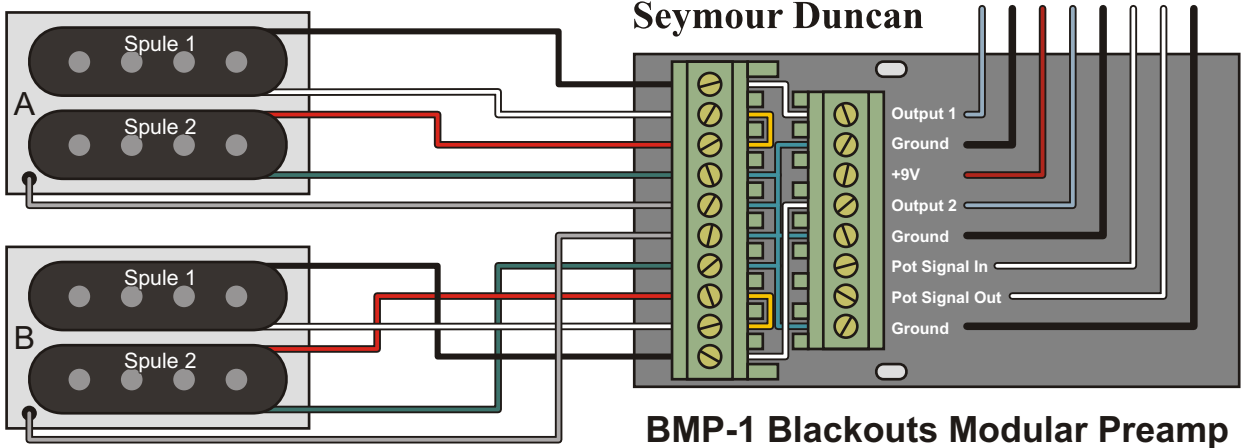 Seymour Duncan
Spule 1
A
Spule 2
Output 1
Ground
+9V
Output 2
Ground
Pot Signal In
Pot Signal Out
Ground
Spule 1
B
Spule 2
BMP-1 Blackouts Modular Preamp